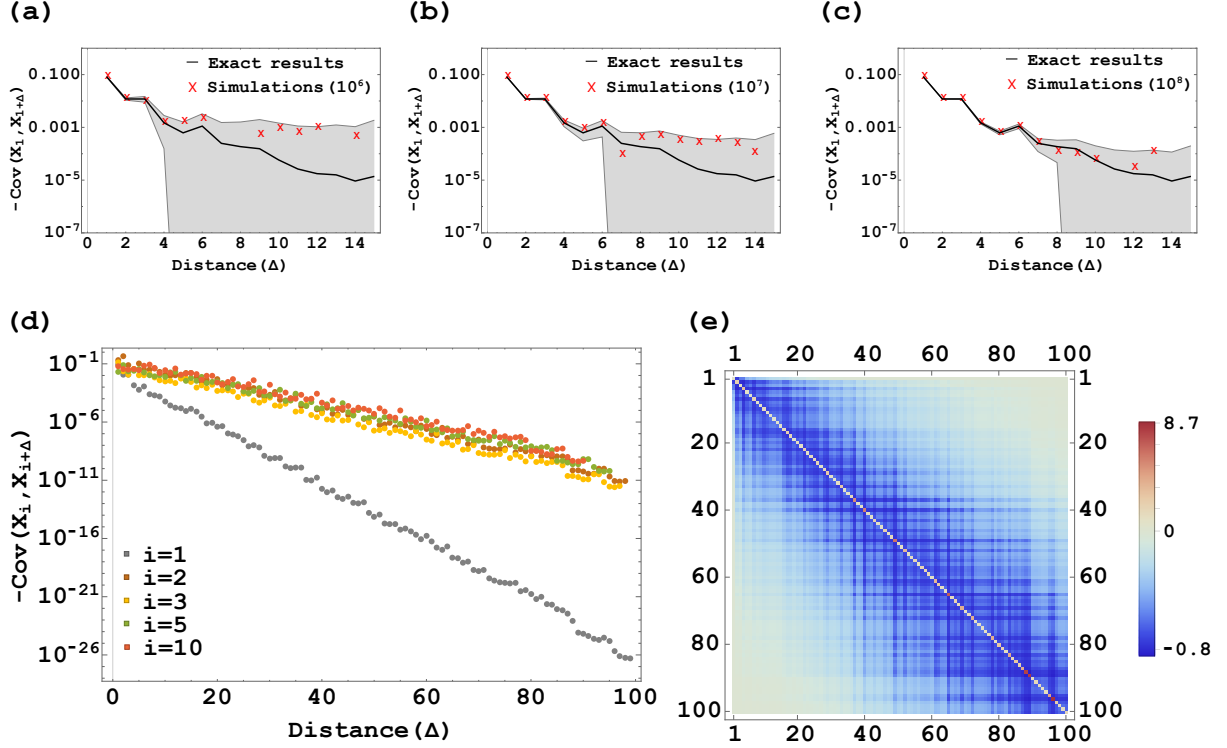 (a)
(b)
(c)
-Cov(X₁, X₁₊Δ)
0.100
0.001
10⁻⁵
10⁻⁷
— Exact results
X Simulations (10⁶)
0 2 4 6 8 10 12 14
Distance(Δ)
-Cov(X₁, X₁₊Δ)
0.100
0.001
10⁻⁵
10⁻⁷
— Exact results
X Simulations (10⁷)
0 2 4 6 8 10 12 14
Distance(Δ)
-Cov(X₁, X₁₊Δ)
0.100
0.001
10⁻⁵
10⁻⁷
— Exact results
X Simulations (10⁸)
0 2 4 6 8 10 12 14
Distance(Δ)
(d)
-Cov(Xᵢ, Xᵢ₊Δ)
10⁻¹
10⁻⁶
10⁻¹¹
10⁻¹⁶
10⁻²¹
10⁻²⁶
i=1
i=2
i=3
i=5
i=10
0 20 40 60 80 100
Distance(Δ)
(e)
1 20 40 60 80 100
1
20
40
60
80
100
1
20
40
60
80
100
1 20 40 60 80 100
8.7
0
-0.8